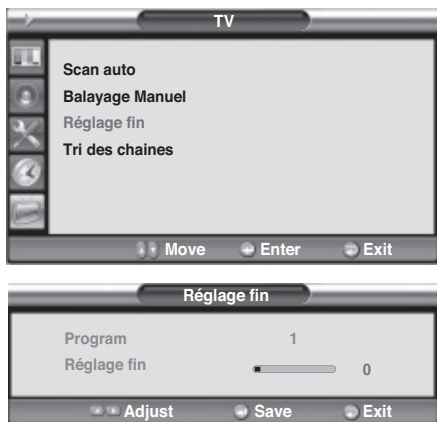 TV
Scan auto
Balayage Manuel
Réglage fin
Tri des chaines
Move Enter Exit
Réglage fin
Program 1
Réglage fin 0
Adjust Save Exit